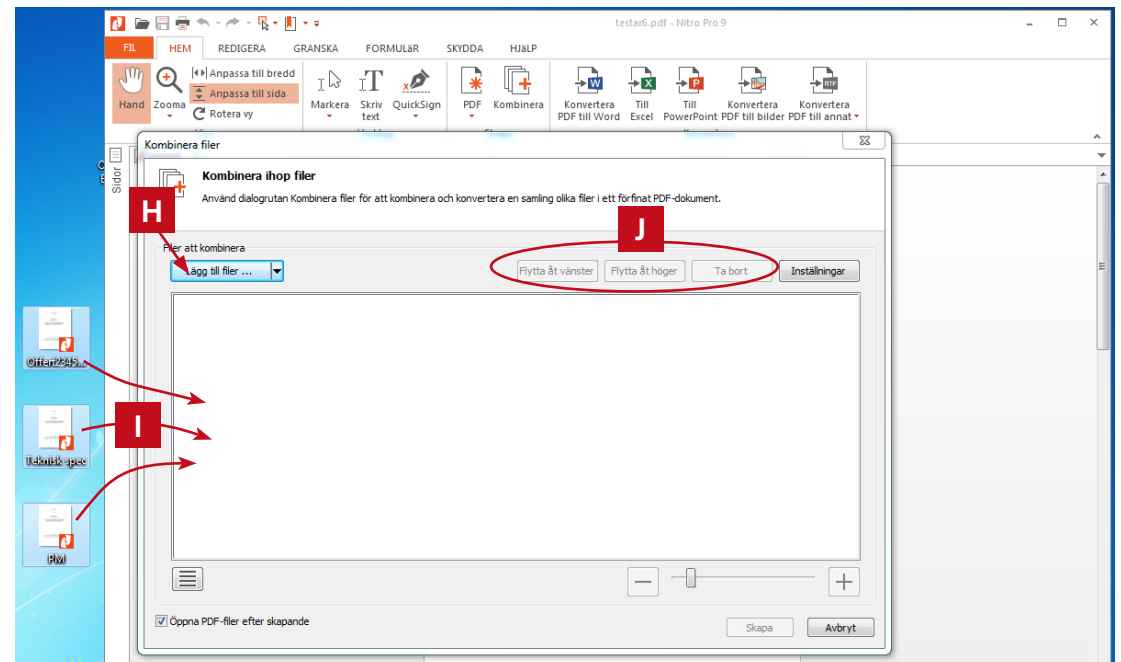 testar6.pdf - Nitro Pro 9
FIL HEM REDIGERA GRANSKA FORMULäR SKYDDA HJäLP
Anpassa till bredd
Anpassa till sida
Rotera vy
Hand Zooma Markera Skriv text QuickSign PDF Kombinera
Konvertera PDF till Word
Till Excel
Till PowerPoint
Konvertera PDF till bilder
Konvertera PDF till annat
Sidor
Kombinera filer
Kombinera ihop filer
Använd dialogrutan Kombinera filer för att kombinera och konvertera en samling olika filer i ett förfinat PDF-dokument.
H
J
Filer att kombinera
Lägg till filer ... Flytta åt vänster Flytta åt höger Ta bort Inställningar
Offert2345...
I
Teknisk spec
PM
Öppna PDF-filer efter skapande
Skapa Avbryt